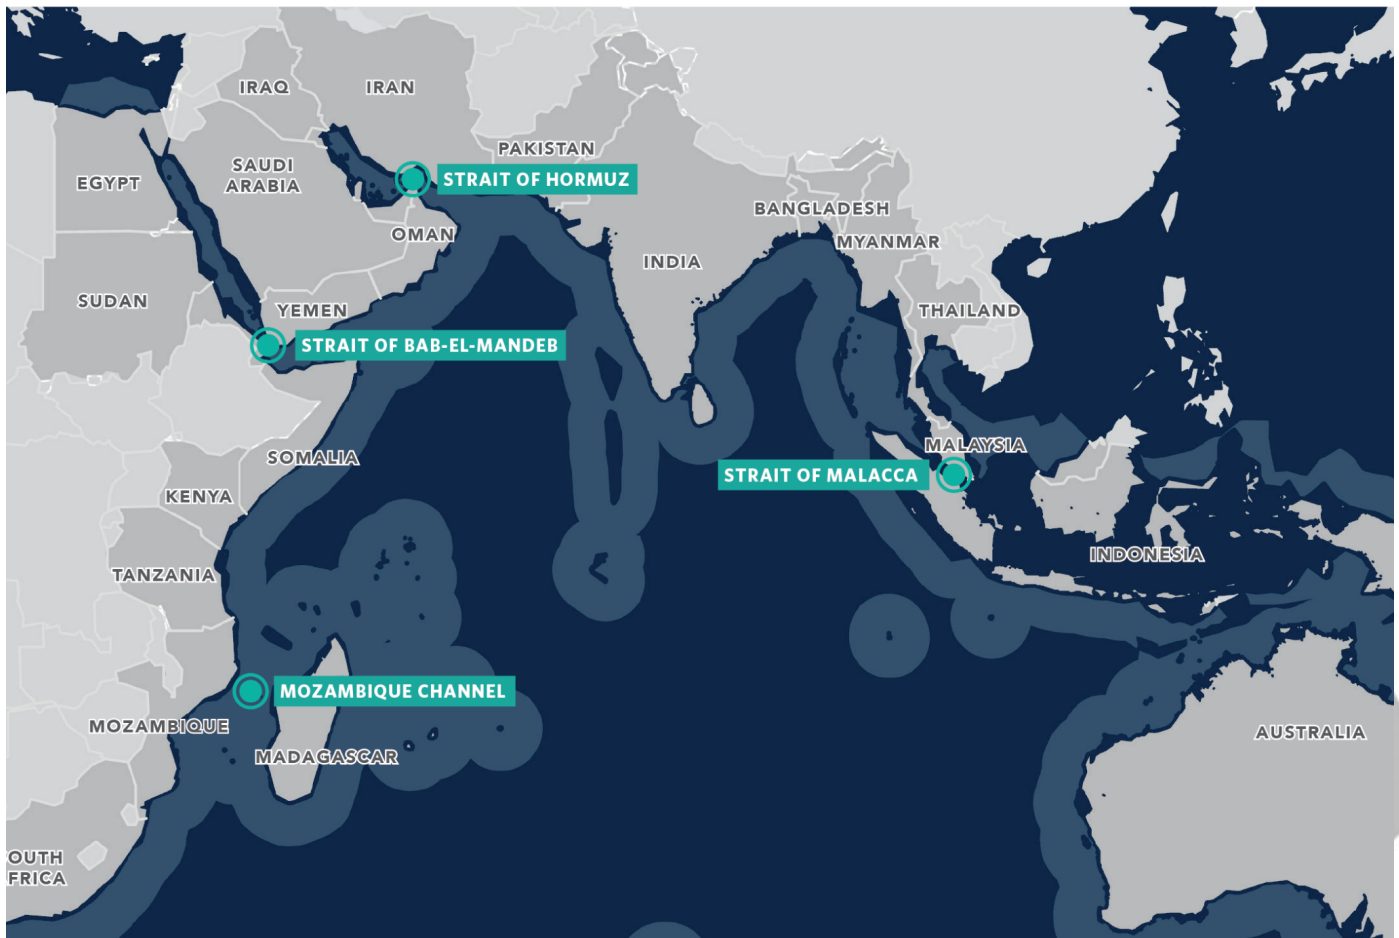 IRAQ
IRAN
PAKISTAN
EGYPT
SAUDI
ARABIA
STRAIT OF HORMUZ
BANGLADESH
OMAN
MYANMAR
INDIA
SUDAN
YEMEN
THAILAND
STRAIT OF BAB-EL-MANDEB
MALAYSIA
SOMALIA
STRAIT OF MALACCA
KENYA
INDONESIA
TANZANIA
MOZAMBIQUE CHANNEL
MOZAMBIQUE
AUSTRALIA
MADAGASCAR
OUTH
FRICA